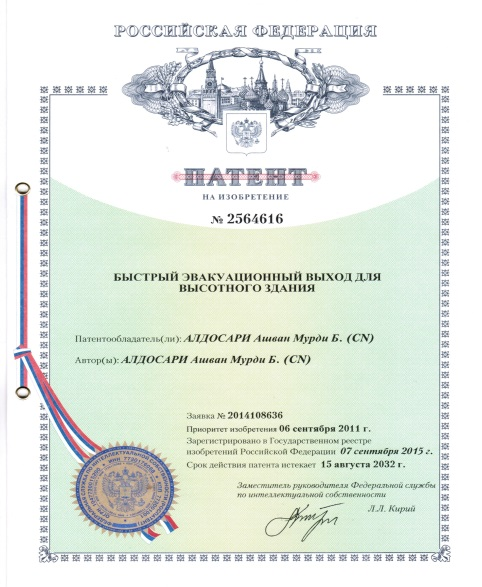 РОССИЙСКАЯ ФЕДЕРАЦИЯ
ПАТЕНТ
НА ИЗОБРЕТЕНИЕ
№ 2564616
БЫСТРЫЙ ЭВАКУАЦИОННЫЙ ВЫХОД ДЛЯ
ВЫСОТНОГО ЗДАНИЯ
Патентообладатель(ли): АЛДОСАРИ Ашван Мурди Б. (CN)
Автор(ы): АЛДОСАРИ Ашван Мурди Б. (CN)
Заявка № 2014108636
Приоритет изобретения 06 сентября 2011 г.
Зарегистрировано в Государственном реестре
изобретений Российской Федерации 07 сентября 2015 г.
Срок действия патента истекает 15 августа 2032 г.
Заместитель руководителя Федеральной службы
по интеллектуальной собственности
Л.Л. Кирий